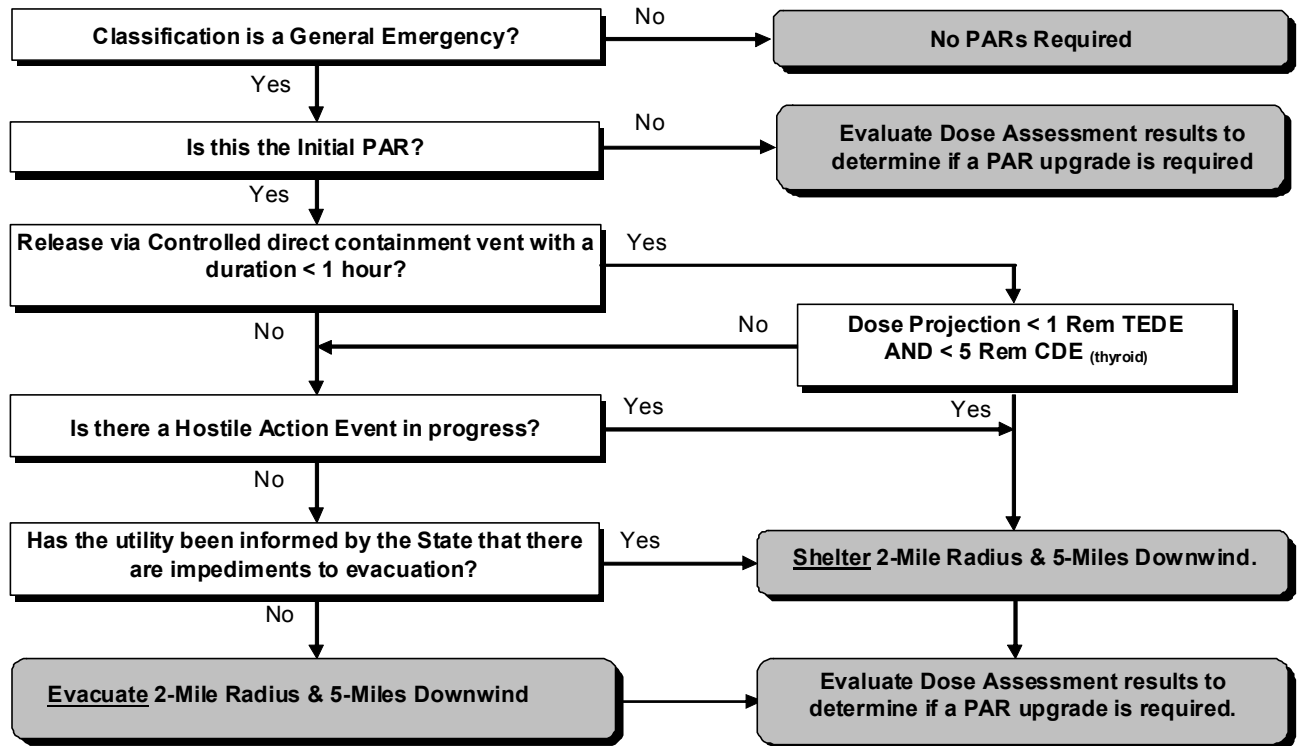 Classification is a General Emergency?
No
No PARs Required
Yes
Is this the Initial PAR?
No
Evaluate Dose Assessment results to
determine if a PAR upgrade is required
Yes
Release via Controlled direct containment vent with a
duration < 1 hour?
Yes
No
Dose Projection < 1 Rem TEDE
AND < 5 Rem CDE (thyroid)
No
Yes
Is there a Hostile Action Event in progress?
Yes
No
Has the utility been informed by the State that there
are impediments to evacuation?
Yes
Shelter 2-Mile Radius & 5-Miles Downwind.
No
Evacuate 2-Mile Radius & 5-Miles Downwind
Evaluate Dose Assessment results to
determine if a PAR upgrade is required.